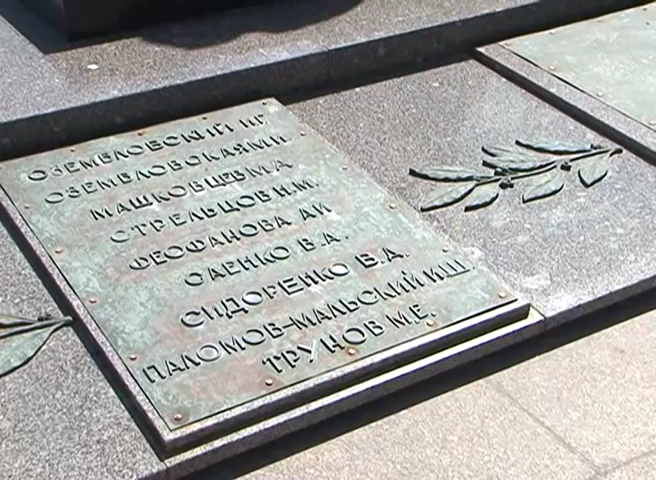 ОЗЕМБЛОВСКИЙ И.Г.
ОЗЕМБЛОВСКАЯ М.И.
МАШКОВЦЕВ М.Д.
СТРЕЛЬЦОВ Н.М.
ФЕОФАНОВА А.И
САЕНКО В.А.
СИДОРЕНКО В.Д.
ПАЛОМОВ-МАЛЬСКИЙ И.Ш
ТРУНОВ М.Е.